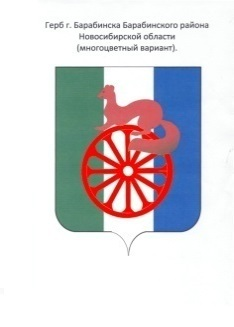 Герб г. Барабинска Барабинского района
Новосибирской области
(многоцветный вариант).